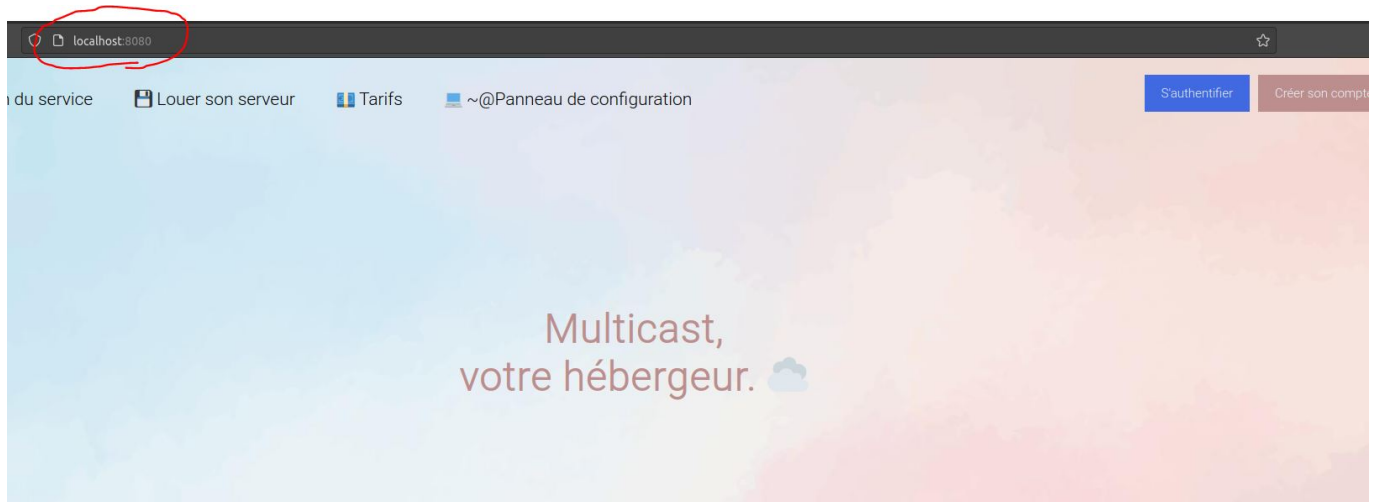 localhost:8080
du service
Louer son serveur
Tarifs
~@Panneau de configuration
S'authentifier
Créer son compte
Multicast,
votre hébergeur.